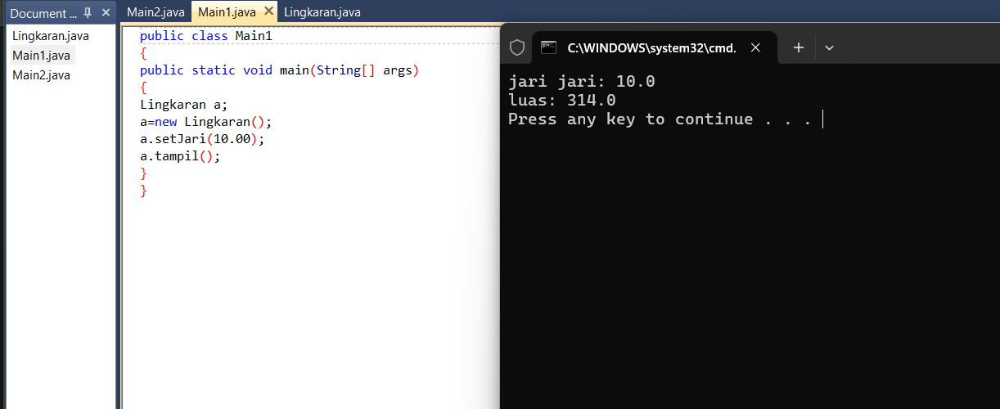 Document ...
Lingkaran.java
Main1.java
Main2.java
Main2.java Main1.java Lingkaran.java
public class Main1
{
public static void main(String[] args)
{
Lingkaran a;
a=new Lingkaran();
a.setJari(10.00);
a.tampil();
}
}
C:\WINDOWS\system32\cmd.
jari jari: 10.0
luas: 314.0
Press any key to continue . . .